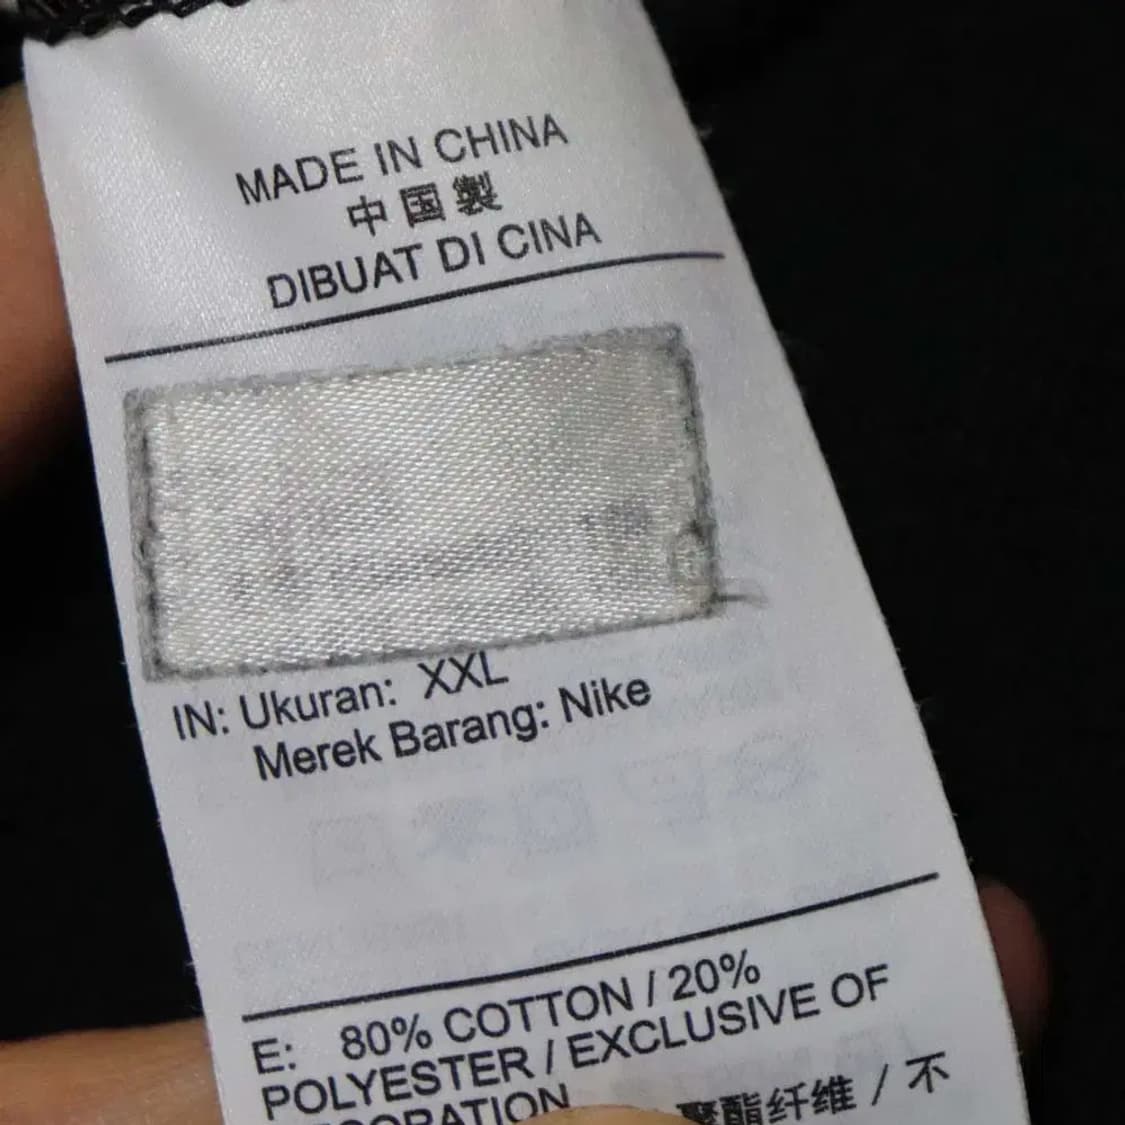 MADE IN CHINA
中国製
DIBUAT DI CINA
IN: Ukuran: XXL
Merek Barang: Nike
E: 80% COTTON / 20%
POLYESTER / EXCLUSIVE OF
聚酯纤维 / 不